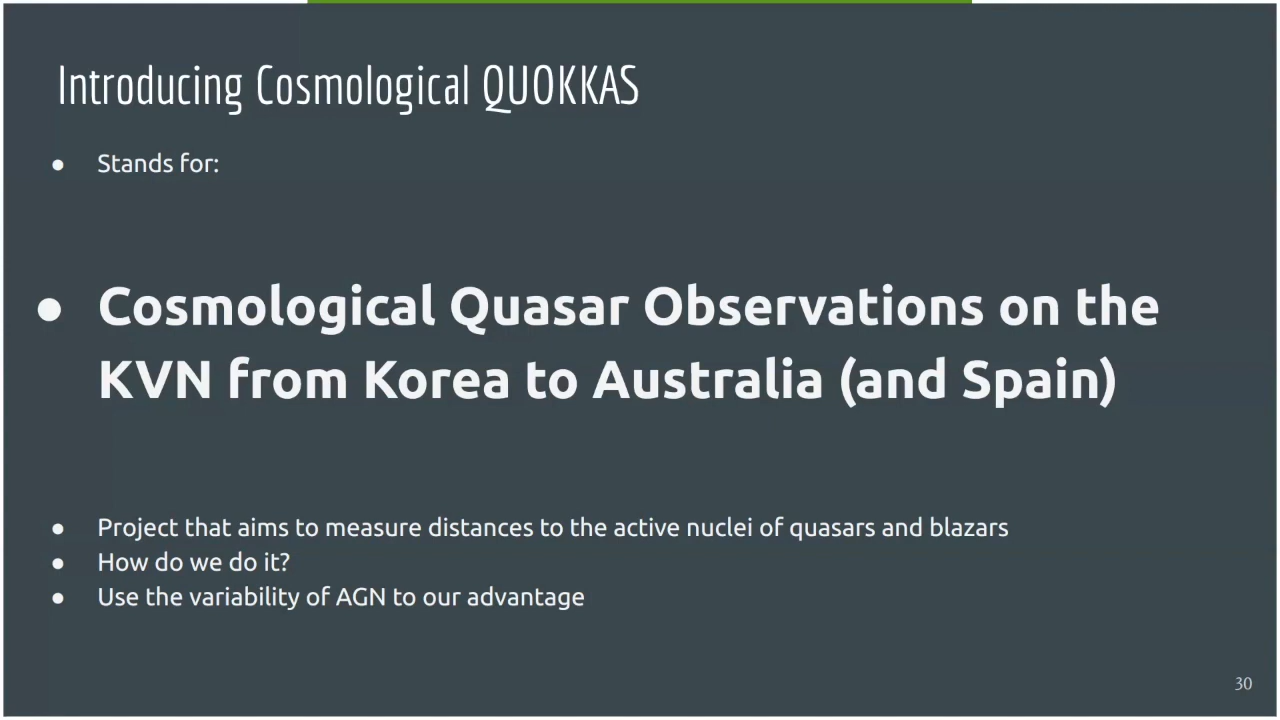 Introducing Cosmological QUOKKAS
● Stands for:
● Cosmological Quasar Observations on the
KVN from Korea to Australia (and Spain)
● Project that aims to measure distances to the active nuclei of quasars and blazars
● How do we do it?
● Use the variability of AGN to our advantage
30